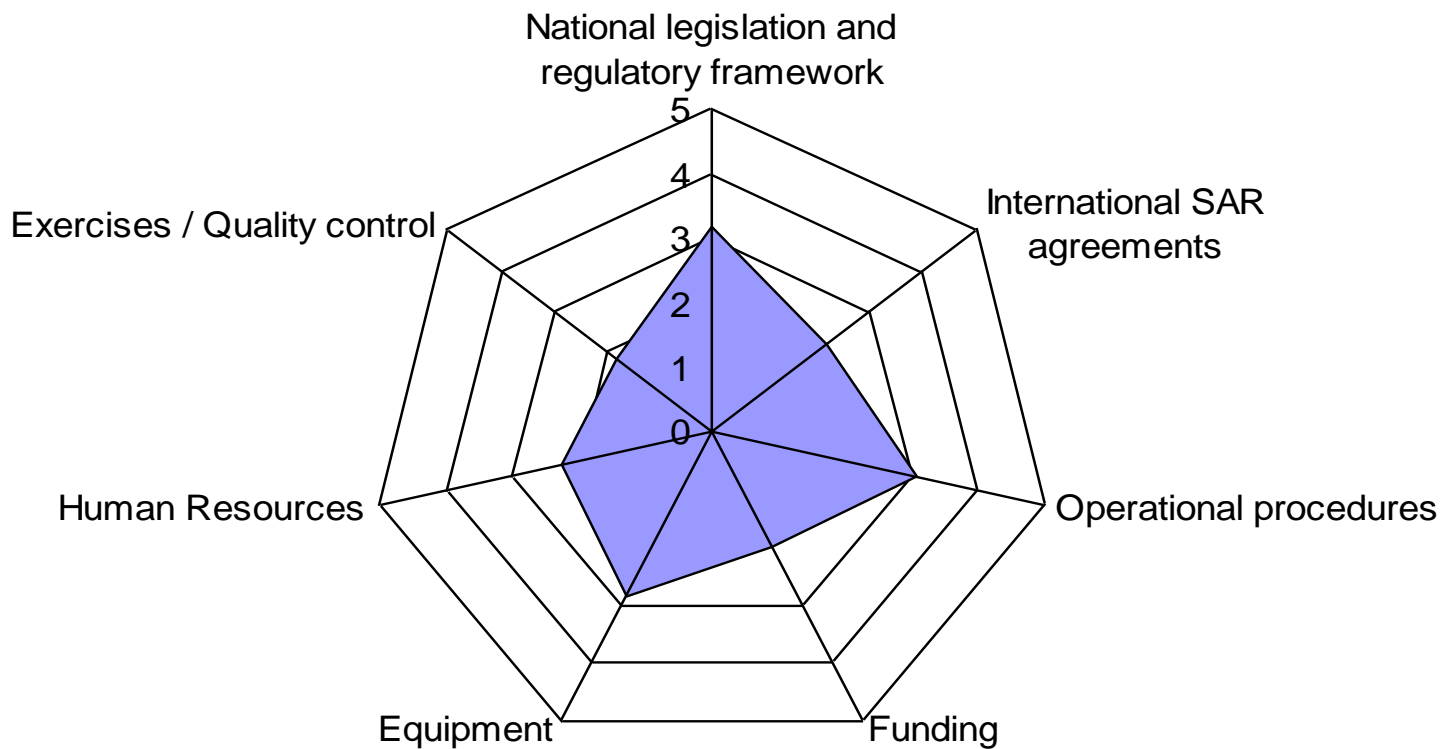 National legislation and
regulatory framework
5
4
3
2
1
0
International SAR
agreements
Exercises / Quality control
Human Resources
Operational procedures
Equipment
Funding